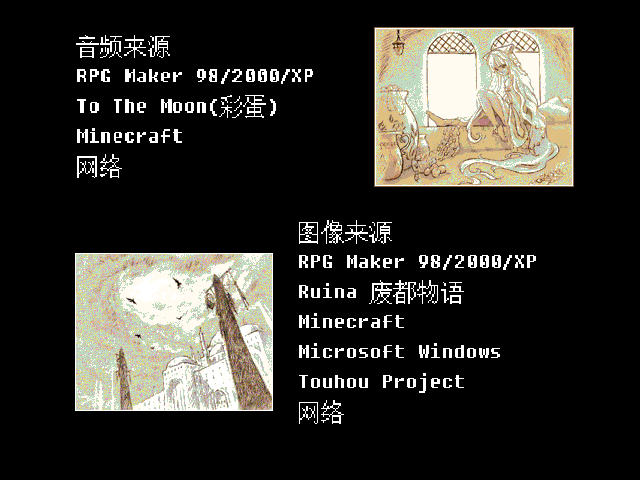 音频来源
RPG Maker 98/2000/XP
To The Moon(彩蛋)
Minecraft
网络
图像来源
RPG Maker 98/2000/XP
Ruina 废都物语
Minecraft
Microsoft Windows
Touhou Project
网络